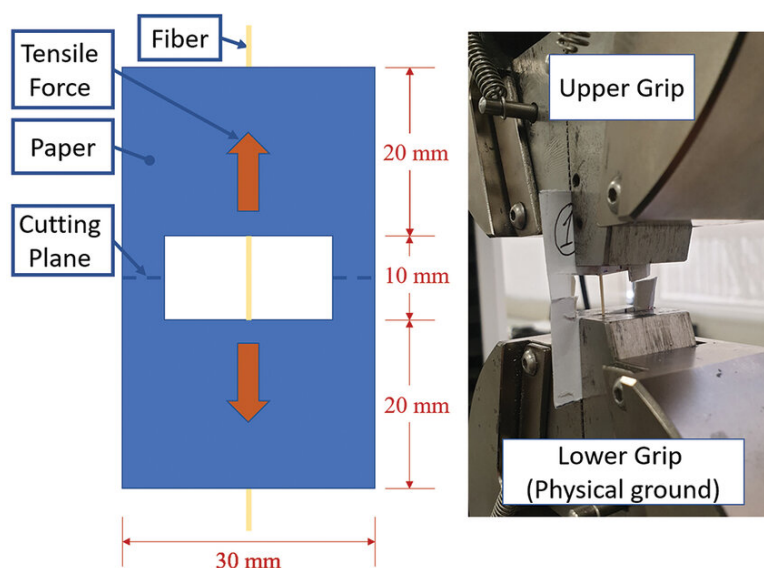 Fiber
Tensile
Force
Paper
Cutting
Plane
20 mm
10 mm
20 mm
30 mm
Upper Grip
1
Lower Grip
(Physical ground)